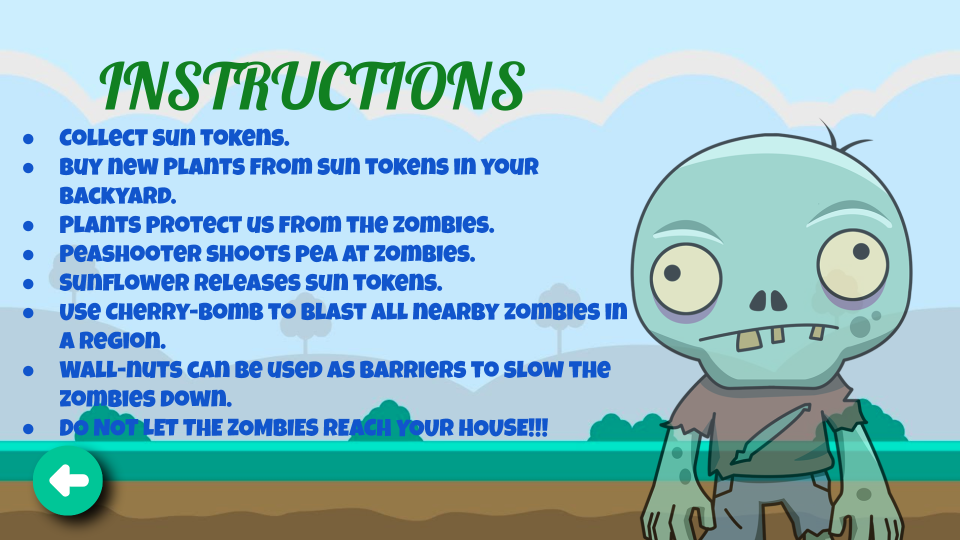 INSTRUCTIONS
● Collect sun tokens.
● Buy new plants from sun tokens in your
backyard.
● Plants protect us from the zombies.
● Peashooter shoots pea at zombies.
● Sunflower releases sun tokens.
● Use cherry-bomb to blast all nearby zombies in
a region.
● Wall-nuts can be used as barriers to slow the
zombies down.
● Do not let the zombies reach your house!!!